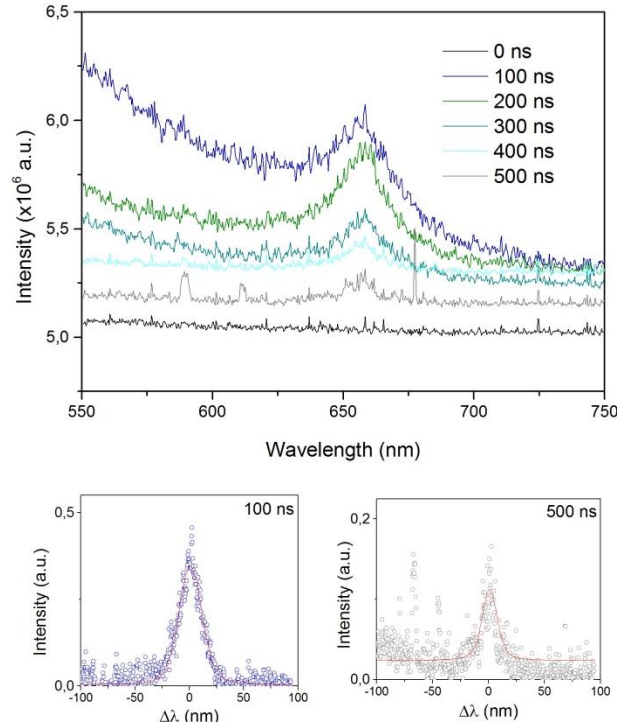 6,5
6,0
5,5
5,0
Intensity (x10⁶ a.u.)
0 ns
100 ns
200 ns
300 ns
400 ns
500 ns
550 600 650 700 750
Wavelength (nm)
0,5
0,0
Intensity (a.u.)
100 ns
-100 -50 0 50 100
Δλ (nm)
0,2
0,0
Intensity (a.u.)
500 ns
-100 -50 0 50 100
Δλ (nm)